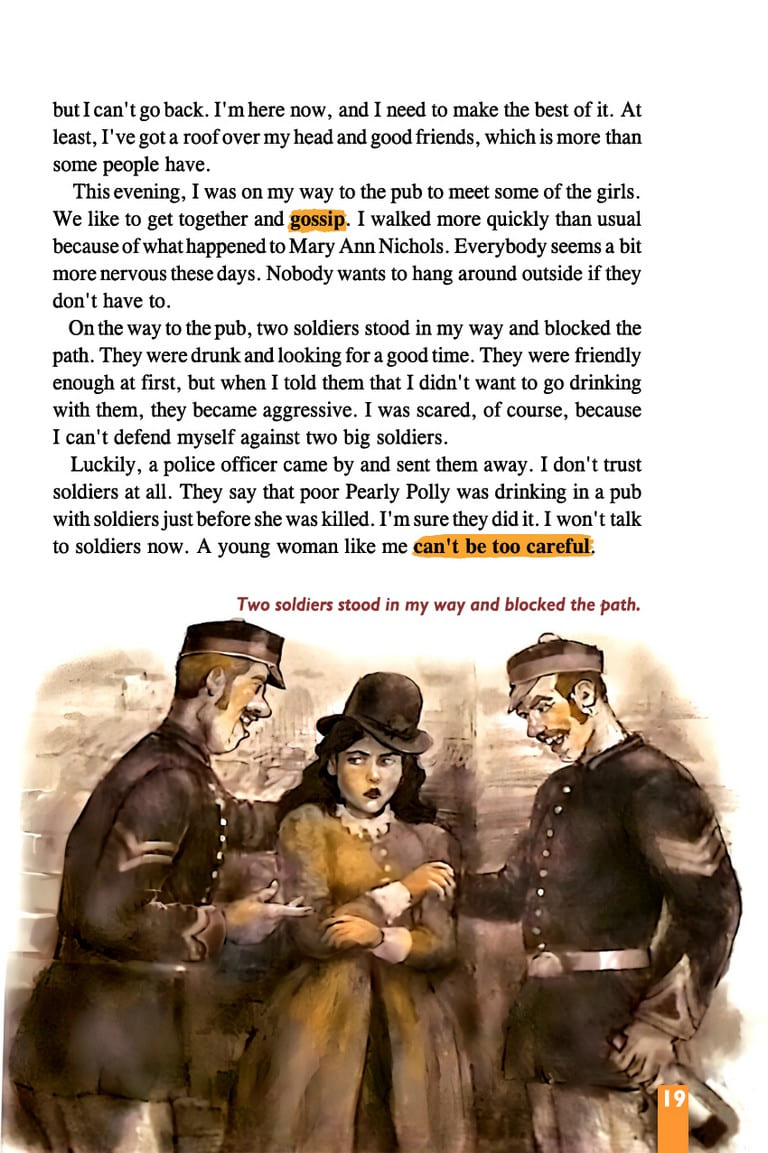 but I can't go back. I'm here now, and I need to make the best of it. At
least, I've got a roof over my head and good friends, which is more than
some people have.
This evening, I was on my way to the pub to meet some of the girls.
We like to get together and gossip. I walked more quickly than usual
because of what happened to Mary Ann Nichols. Everybody seems a bit
more nervous these days. Nobody wants to hang around outside if they
don't have to.
On the way to the pub, two soldiers stood in my way and blocked the
path. They were drunk and looking for a good time. They were friendly
enough at first, but when I told them that I didn't want to go drinking
with them, they became aggressive. I was scared, of course, because
I can't defend myself against two big soldiers.
Luckily, a police officer came by and sent them away. I don't trust
soldiers at all. They say that poor Pearly Polly was drinking in a pub
with soldiers just before she was killed. I'm sure they did it. I won't talk
to soldiers now. A young woman like me can't be too careful.
Two soldiers stood in my way and blocked the path.
19